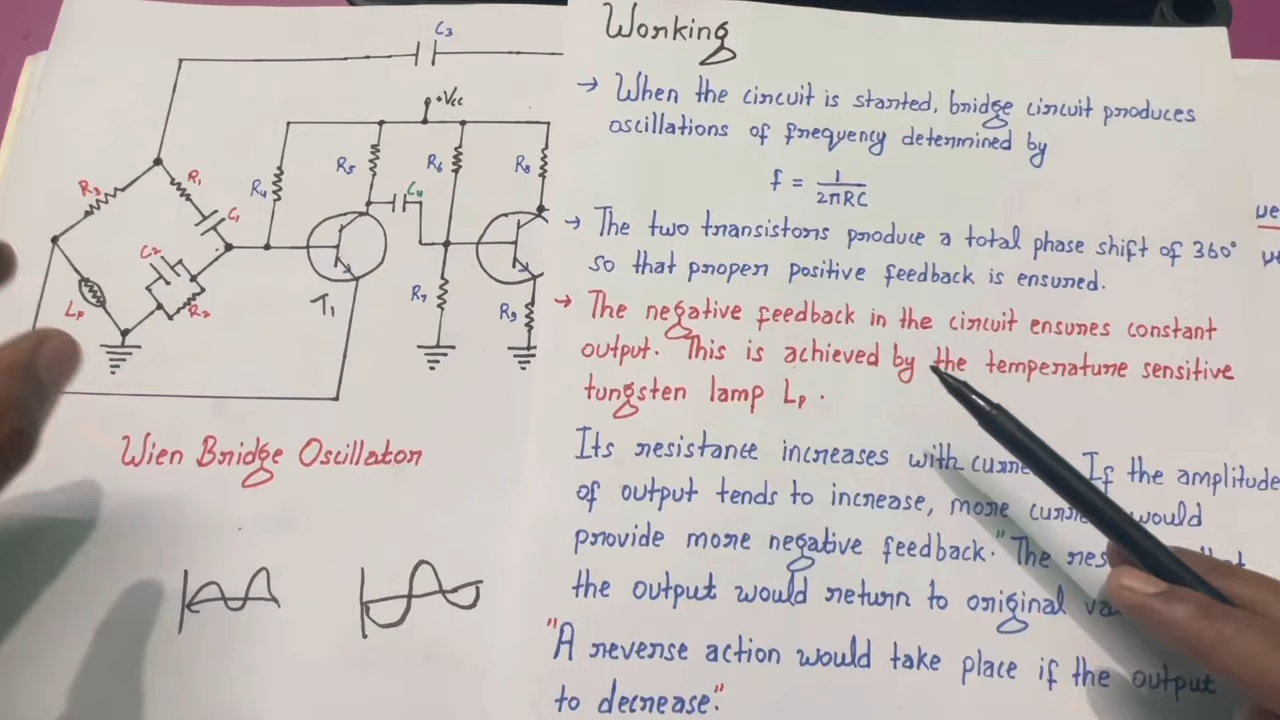 C3
+Vcc
R3
R1
C1
C2
R2
Lp
R4
R5
C4
R6
R7
R8
R9
T1
Wien Bridge Oscillator
Working
→ When the circuit is started, bridge circuit produces
oscillations of frequency determined by
f = 1/2πRC
→ The two transistors produce a total phase shift of 360°
so that proper positive feedback is ensured.
→ The negative feedback in the circuit ensures constant
output. This is achieved by the temperature sensitive
tungsten lamp Lp.
Its resistance increases with If the amplitude
of output tends to increase, more would
provide more negative feedback." The
the output would return to original
"A reverse action would take place if the output
to decrease."